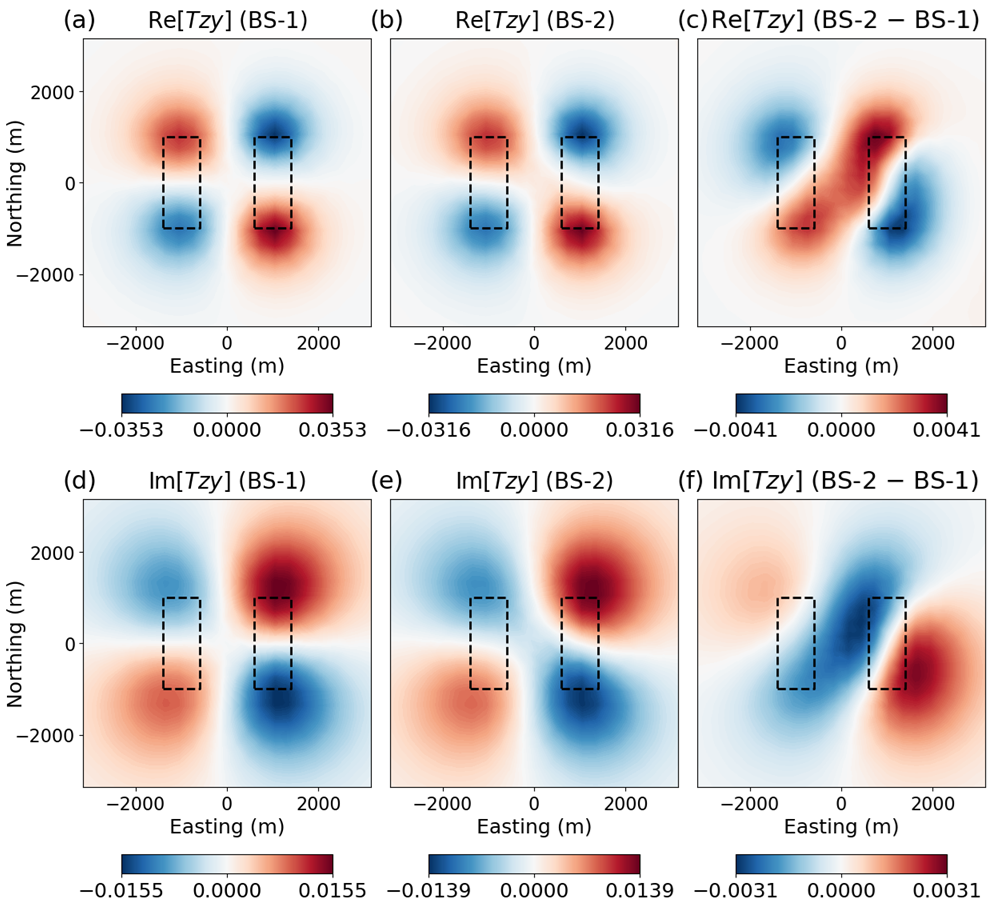 (a) Re[Tzy] (BS-1)
(b) Re[Tzy] (BS-2)
(c) Re[Tzy] (BS-2 − BS-1)
Northing (m)
2000
0
−2000
−2000 0 2000
−2000 0 2000
−2000 0 2000
Easting (m)
Easting (m)
Easting (m)
−0.0353 0.0000 0.0353
−0.0316 0.0000 0.0316
−0.0041 0.0000 0.0041
(d) Im[Tzy] (BS-1)
(e) Im[Tzy] (BS-2)
(f) Im[Tzy] (BS-2 − BS-1)
Northing (m)
2000
0
−2000
−2000 0 2000
−2000 0 2000
−2000 0 2000
Easting (m)
Easting (m)
Easting (m)
−0.0155 0.0000 0.0155
−0.0139 0.0000 0.0139
−0.0031 0.0000 0.0031